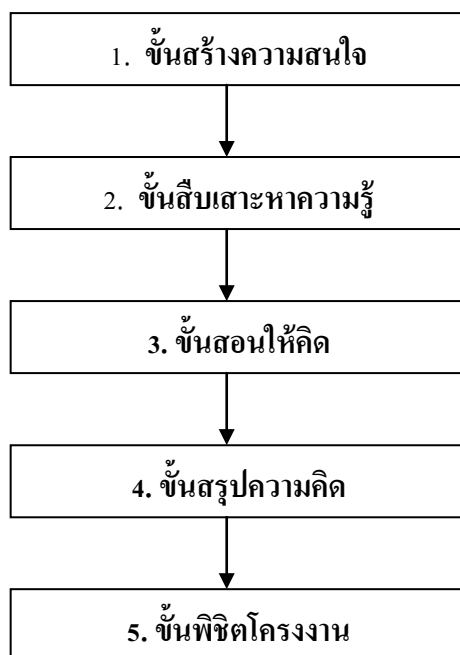 1. ขั้นสร้างความสนใจ
2. ขั้นสืบเสาะหาความรู้
3. ขั้นสอนให้คิด
4. ขั้นสรุปความคิด
5. ขั้นพิชิตโครงงาน